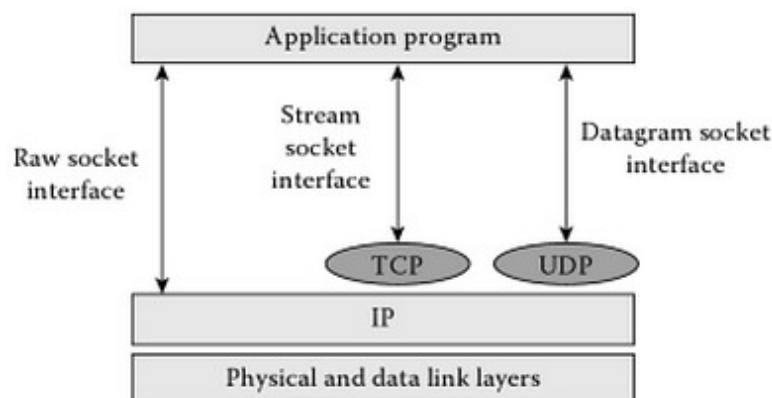 Application program
Stream
socket
interface
Raw socket
interface
Datagram socket
interface
TCP
UDP
IP
Physical and data link layers